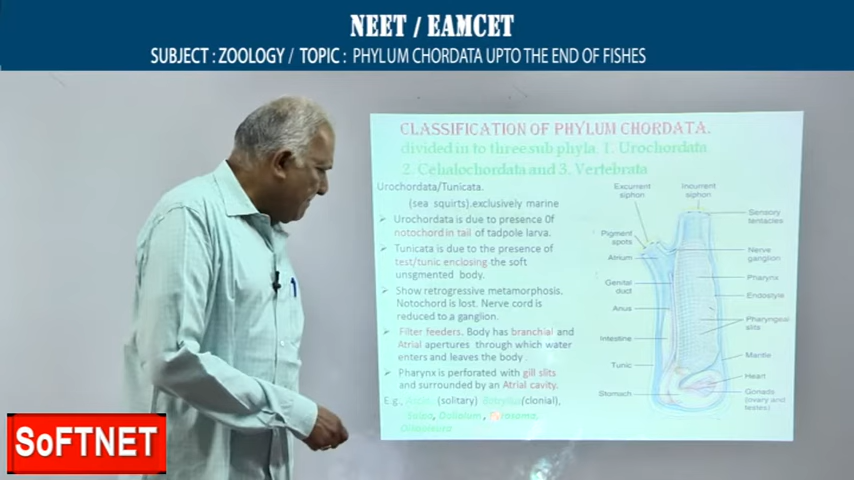 NEET / EAMCET
SUBJECT : ZOOLOGY / TOPIC : PHYLUM CHORDATA UPTO THE END OF FISHES
CLASSIFICATION OF PHYLUM CHORDATA.
divided in to three sub phyla. 1. Urochordata
2. Cehalochordata and 3. Vertebrata
Urochordata/Tunicata.
(sea squirts).exclusively marine
Urochordata is due to presence 0f
notochord in tail of tadpole larva.
Tunicata is due to the presence of
test/tunic enclosing the soft
unsgmented body.
Show retrogressive metamorphosis.
Notochord is lost. Nerve cord is
reduced to a ganglion.
Filter feeders. Body has branchial and
Atrial apertures through which water
enters and leaves the body
Pharynx is perforated with gill slits
and surrounded by an Atrial cavity.
E.g., (solitary) (clonial),
Salpa, Doliolum,
Excurrent
siphon
Incurrent
siphon
Sensory
tentacles
Pigment
spots
Atrium
Nerve
ganglion
Genital
duct
Pharynx
Endostyle
Anus
Pharyngeal
slits
Intestine
Mantle
Tunic
Heart
Stomach
Gonads
(ovary and
testes)
SoFTNET